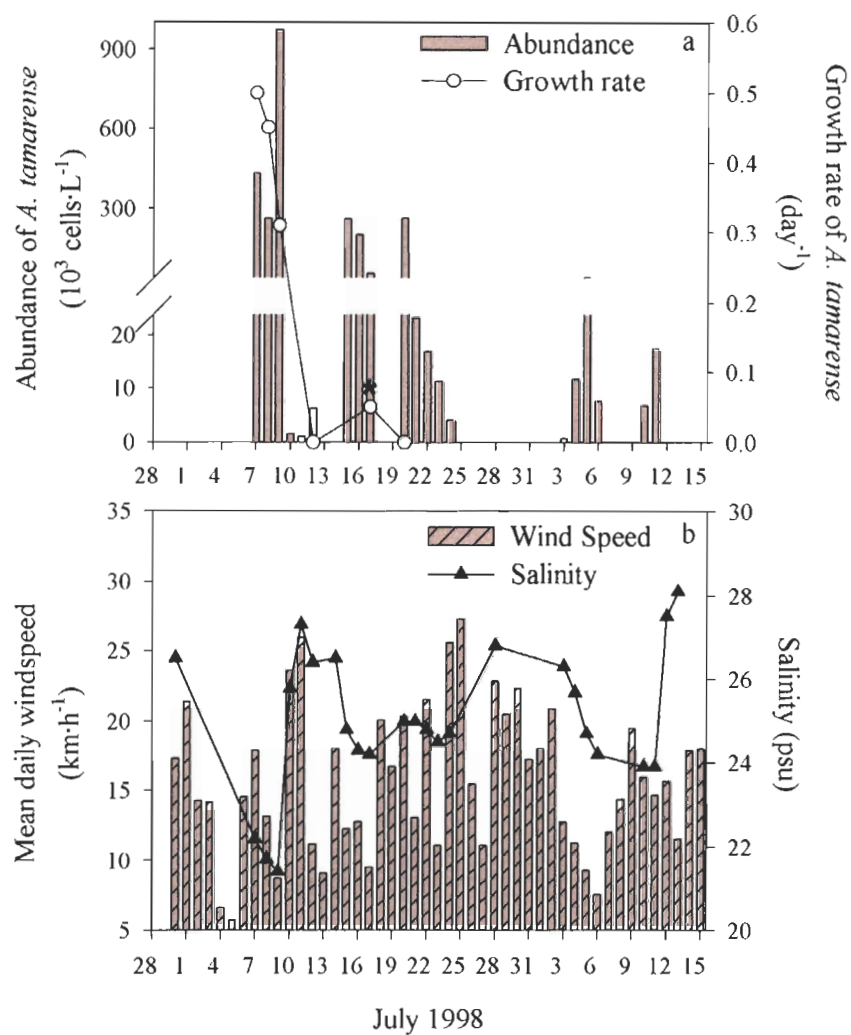 Abundance a
Growth rate
Abundance of A. tamarense
(10³ cells·L⁻¹)
900
600
300
20
10
0
0.6
0.5
0.4
0.3
0.2
0.1
0.0
Growth rate of A. tamarense
(day⁻¹)
28 1 4 7 10 13 16 19 22 25 28 31 3 6 9 12 15
Wind Speed b
Salinity
Mean daily windspeed
(km·h⁻¹)
35
30
25
20
15
10
5
30
28
26
24
22
20
Salinity (psu)
28 1 4 7 10 13 16 19 22 25 28 31 3 6 9 12 15
July 1998